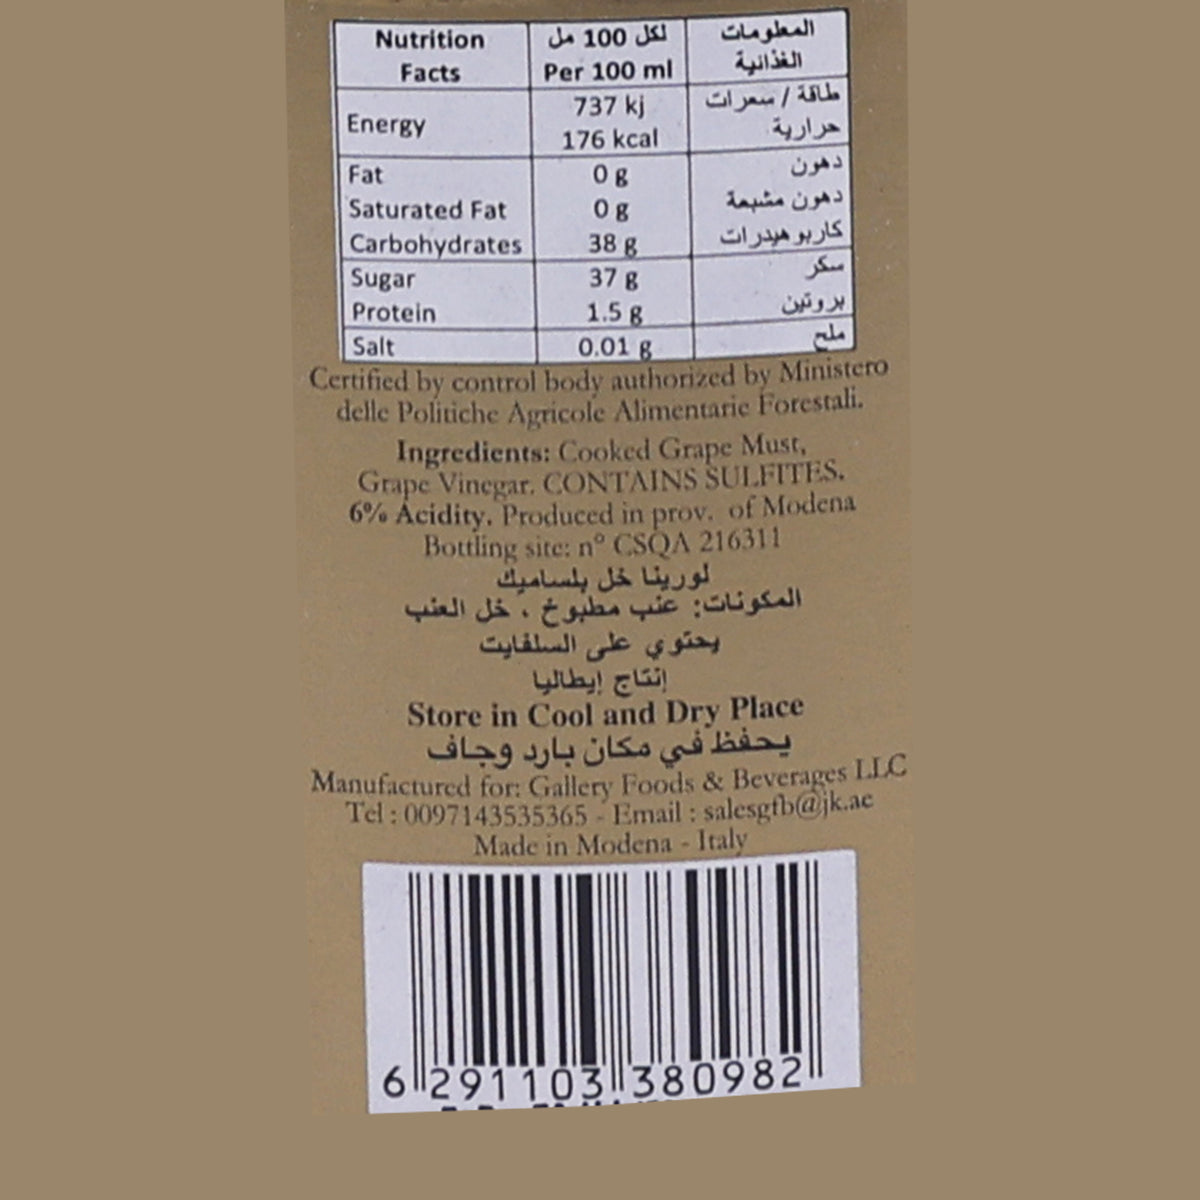 Nutrition Facts | لكل 100 مل Per 100 ml | المعلومات الغذائية
Energy | 737 kj 176 kcal | طاقة / سعرات حرارية
Fat | 0 g | دهون
Saturated Fat | 0 g | دهون مشبعة
Carbohydrates | 38 g | كاربوهيدرات
Sugar | 37 g | سكر
Protein | 1.5 g | بروتين
Salt | 0.01 g | ملح
Certified by control body authorized by Ministero
delle Politiche Agricole Alimentarie Forestali.
Ingredients: Cooked Grape Must,
Grape Vinegar. CONTAINS SULFITES.
6% Acidity. Produced in prov. of Modena
Bottling site: n° CSQA 216311
لورينا خل بلساميك
المكونات: عنب مطبوخ ، خل العنب
يحتوي على السلفايت
إنتاج إيطاليا
Store in Cool and Dry Place
يحفظ في مكان بارد وجاف
Manufactured for: Gallery Foods & Beverages LLC
Tel : 0097143535365 - Email : salesgfb@jk.ae
Made in Modena - Italy
6 291103 380982